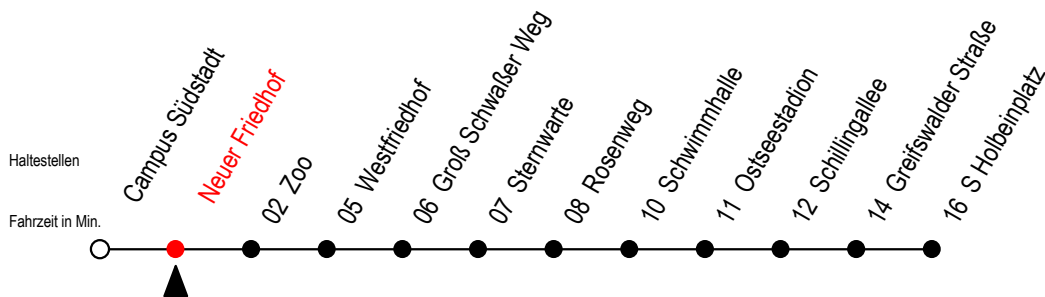 Haltestellen
Fahrzeit in Min.
Campus Südstadt
Neuer Friedhof
02 Zoo
05 Westfriedhof
06 Groß Schwaßer Weg
07 Sternwarte
08 Rosenweg
10 Schwimmhalle
11 Ostseestadion
12 Schillingallee
14 Greifswalder Straße
16 S Holbeinplatz